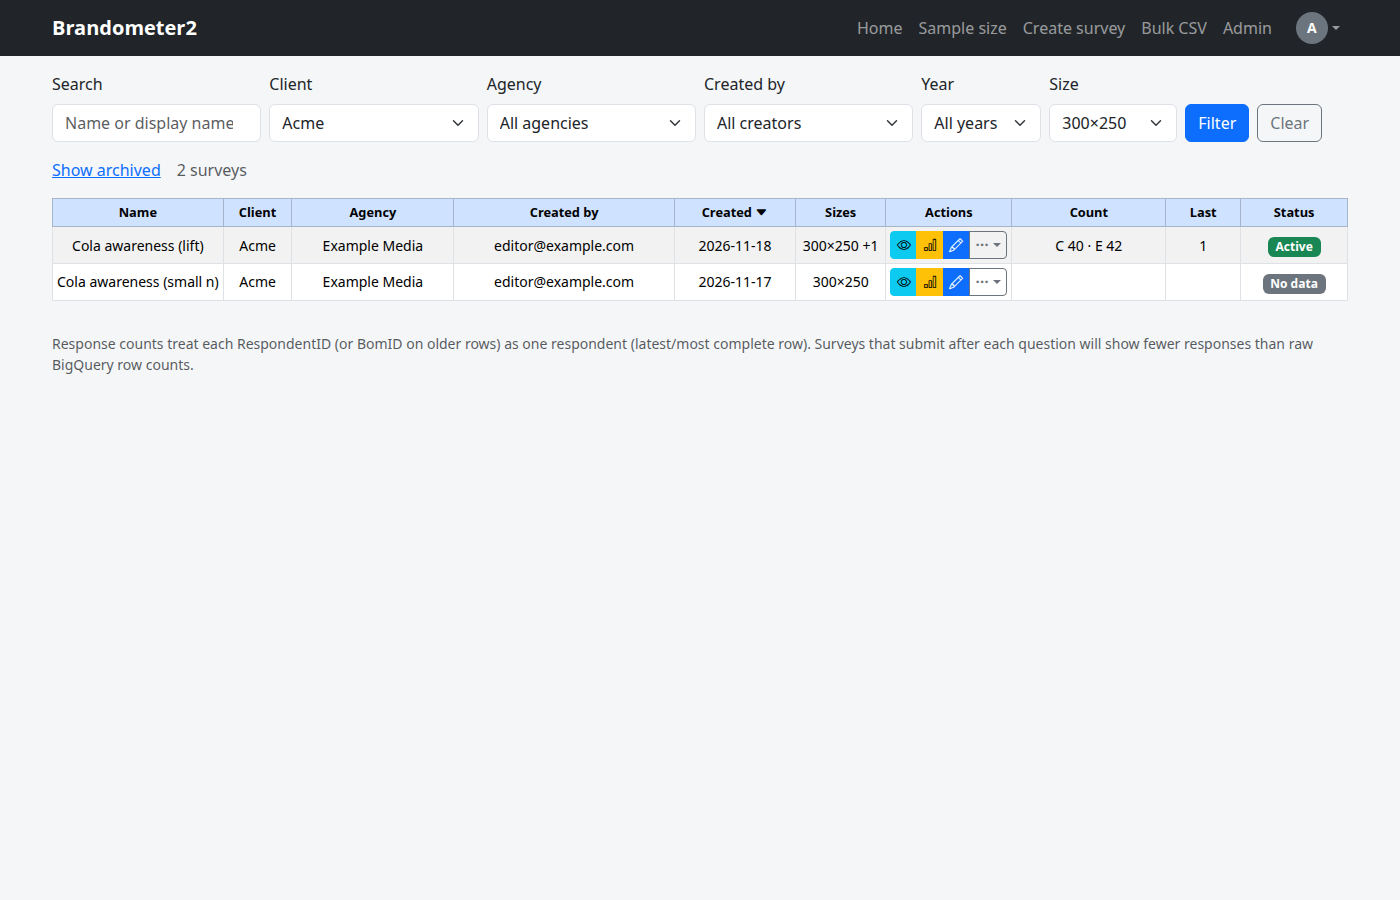 Brandometer2
Home Sample size Create survey Bulk CSV Admin A
Search Client Agency Created by Year Size
Name or display name Acme All agencies All creators All years 300×250 Filter Clear
Show archived 2 surveys
Name Client Agency Created by Created Sizes Actions Count Last Status
Cola awareness (lift) Acme Example Media editor@example.com 2026-11-18 300×250 +1 C 40 · E 42 1 Active
Cola awareness (small n) Acme Example Media editor@example.com 2026-11-17 300×250 No data
Response counts treat each RespondentID (or BomID on older rows) as one respondent (latest/most complete row). Surveys that submit after each question will show fewer responses than raw
BigQuery row counts.